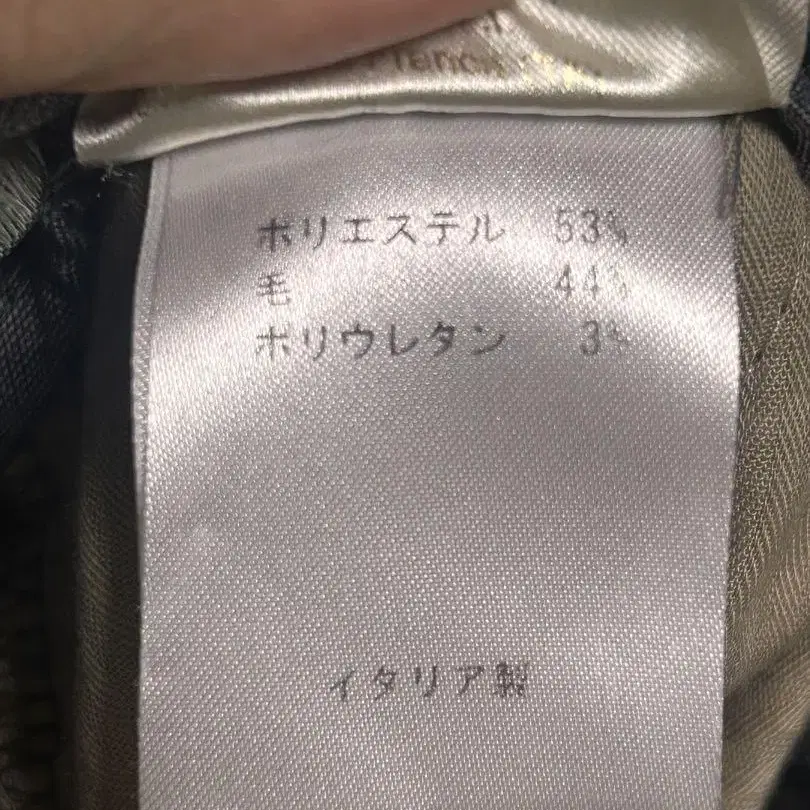 ポリエステル 53%
毛 44%
ポリウレタン 3%
イタリア製